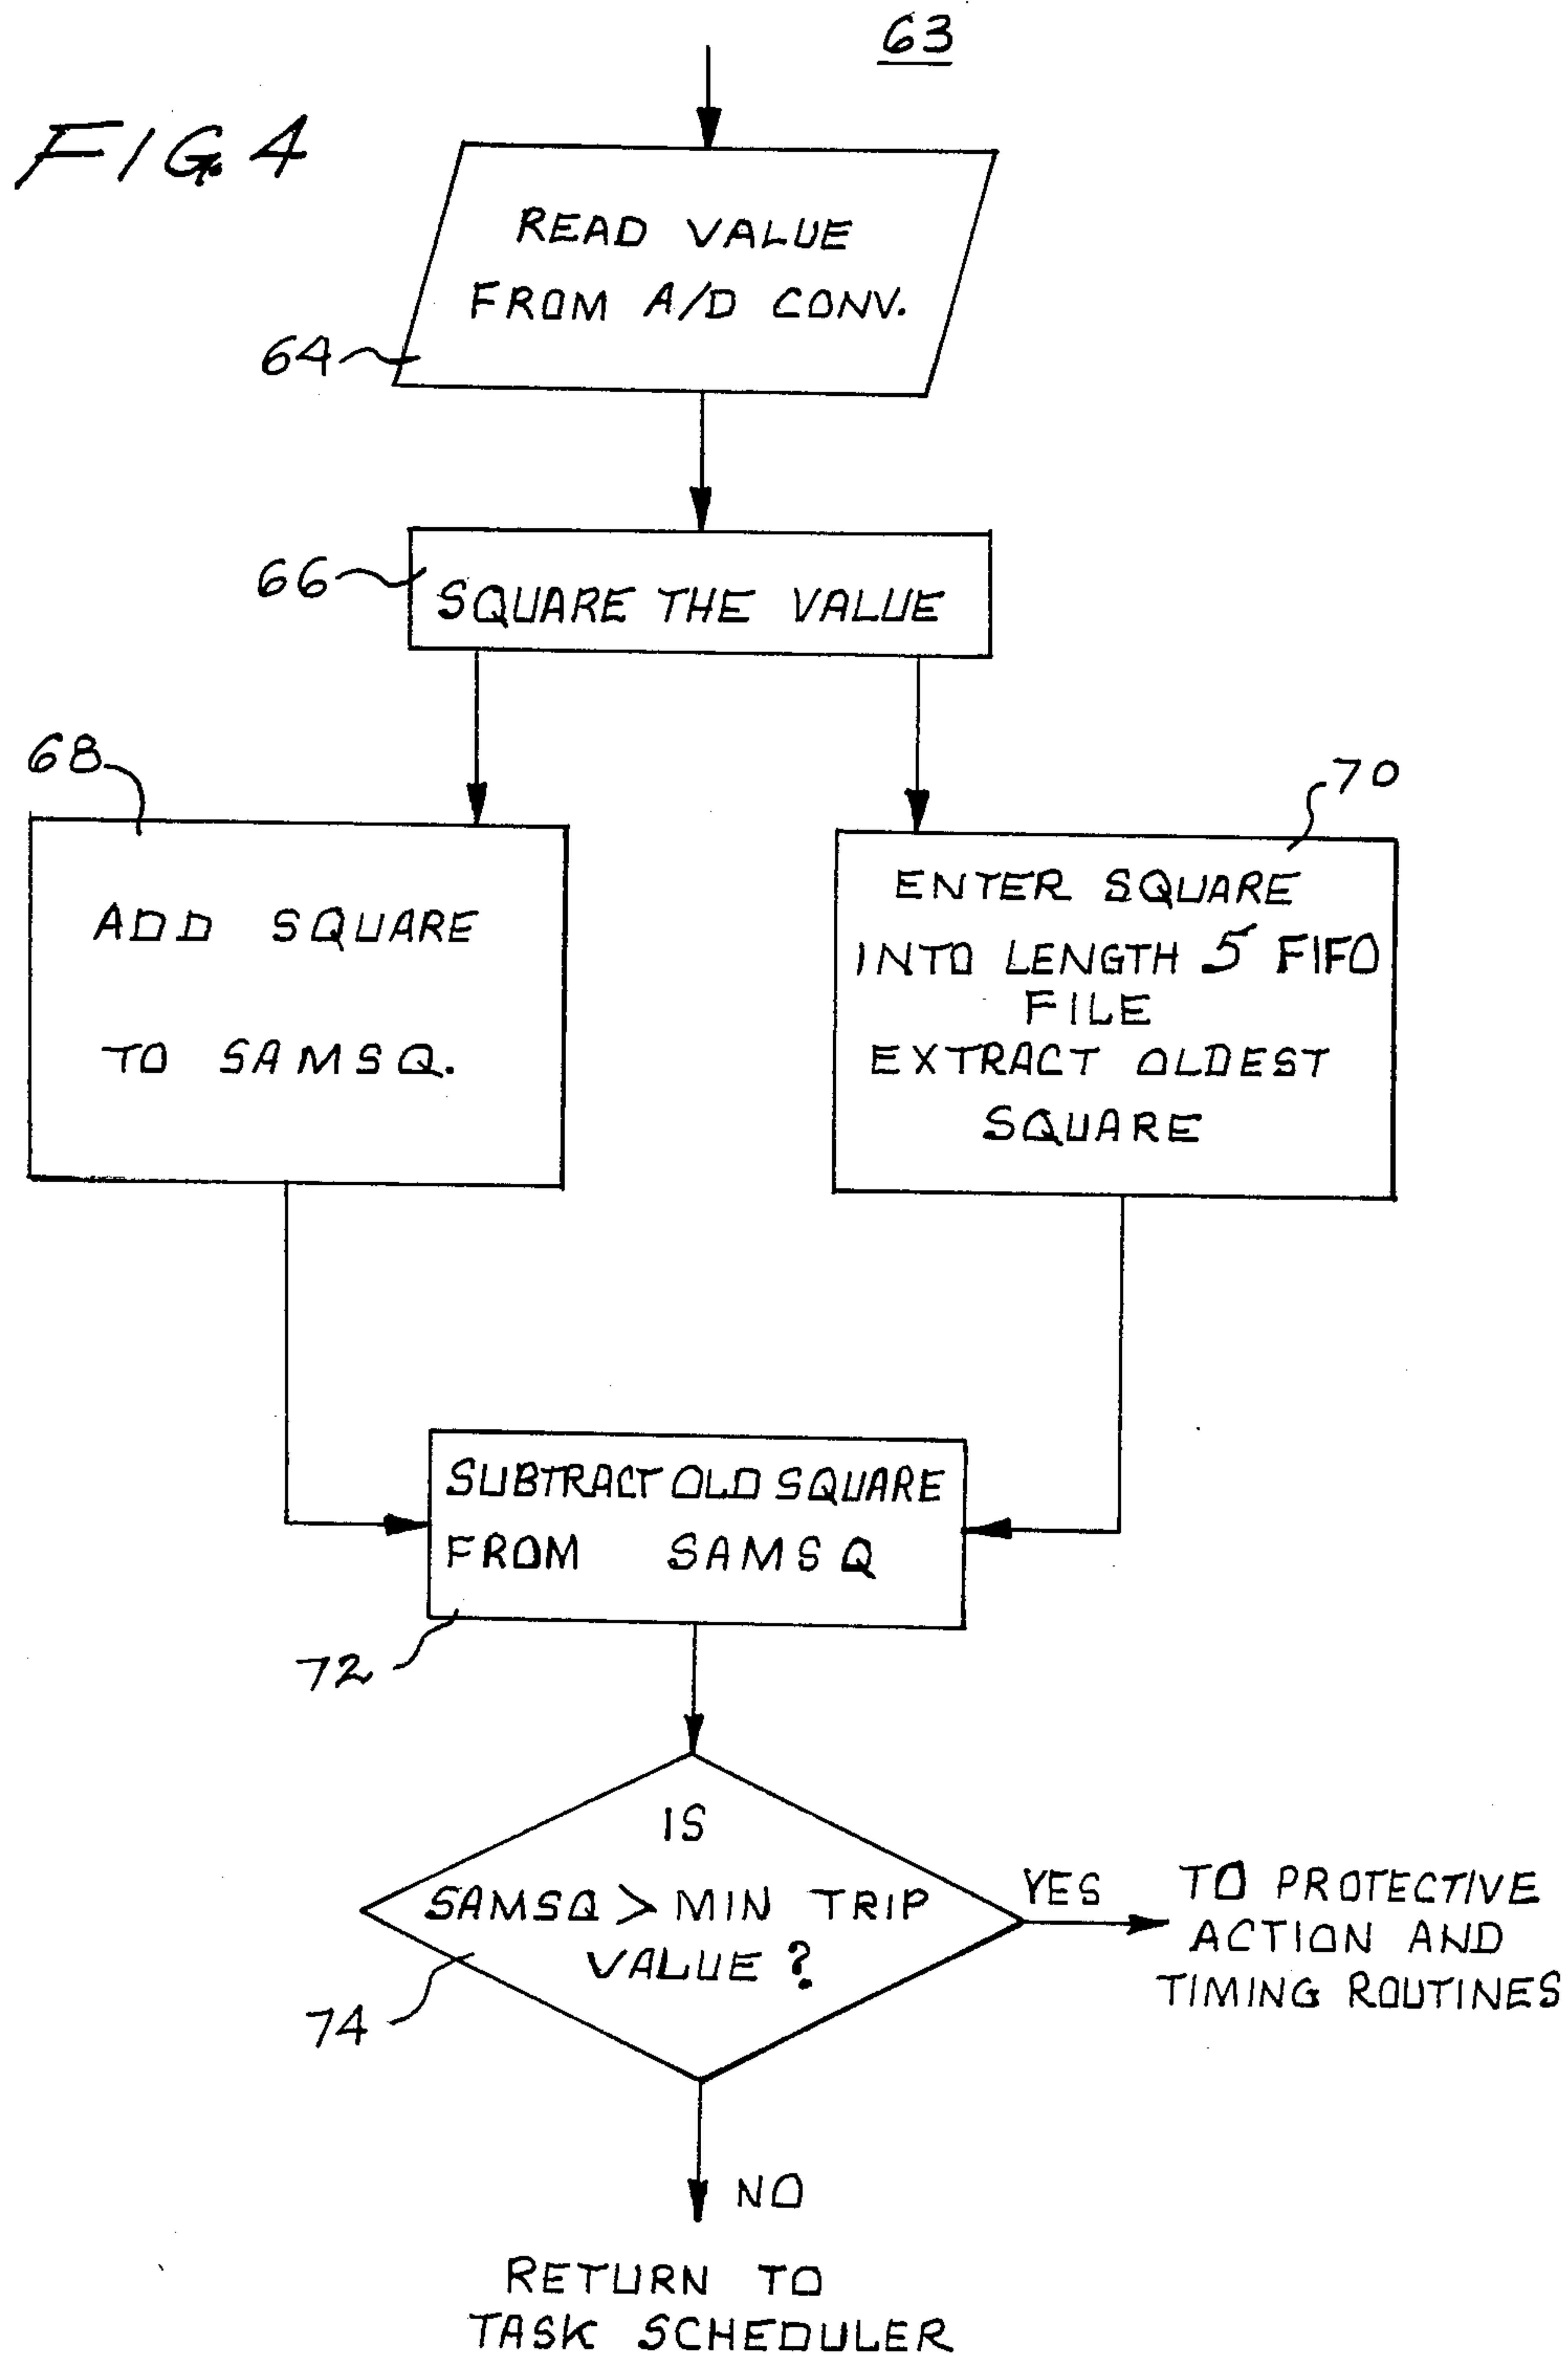 63
FIG. 4
READ VALUE
FROM A/D CONV.
64
66
SQUARE THE VALUE
68
70
ADD SQUARE
TO SAMSQ.
ENTER SQUARE
INTO LENGTH 5 FIFO
FILE
EXTRACT OLDEST
SQUARE
SUBTRACT OLD SQUARE
FROM SAMSQ
72
IS
SAMSQ > MIN TRIP
VALUE?
74
YES
TO PROTECTIVE
ACTION AND
TIMING ROUTINES
NO
RETURN TO
TASK SCHEDULER